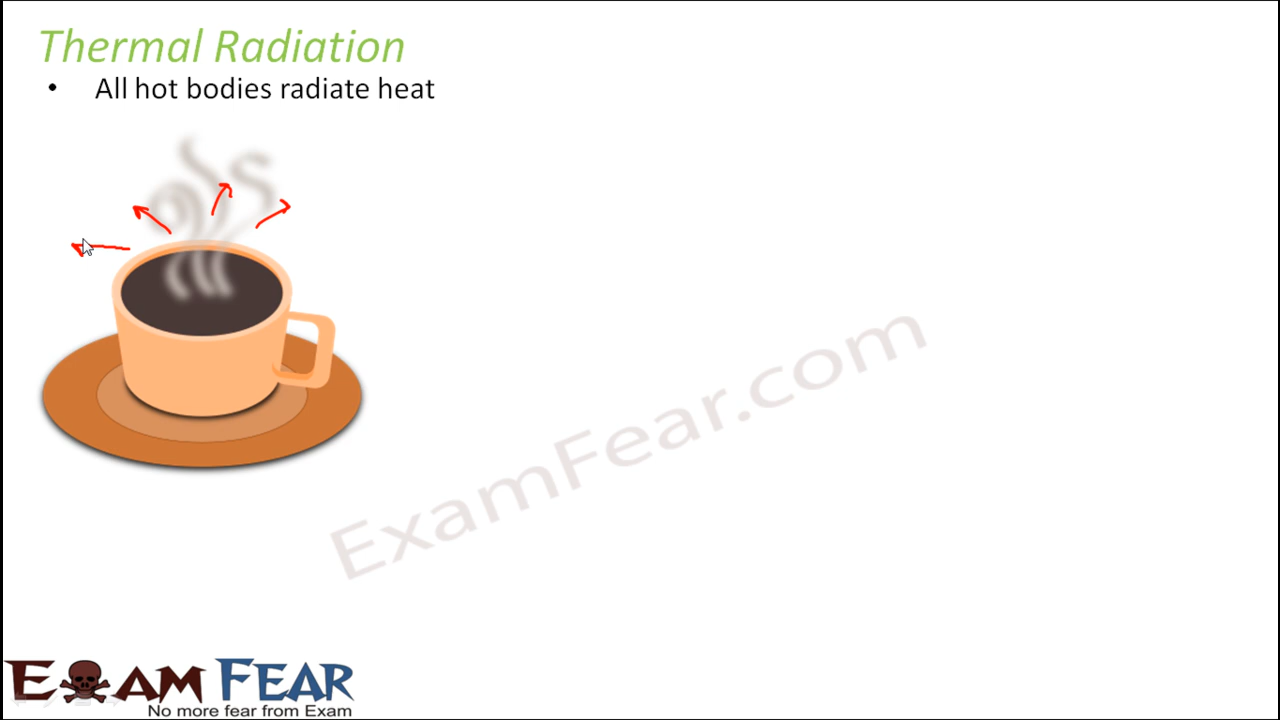 Thermal Radiation
• All hot bodies radiate heat
ExamFear.com
EXAM FEAR
No more fear from Exam